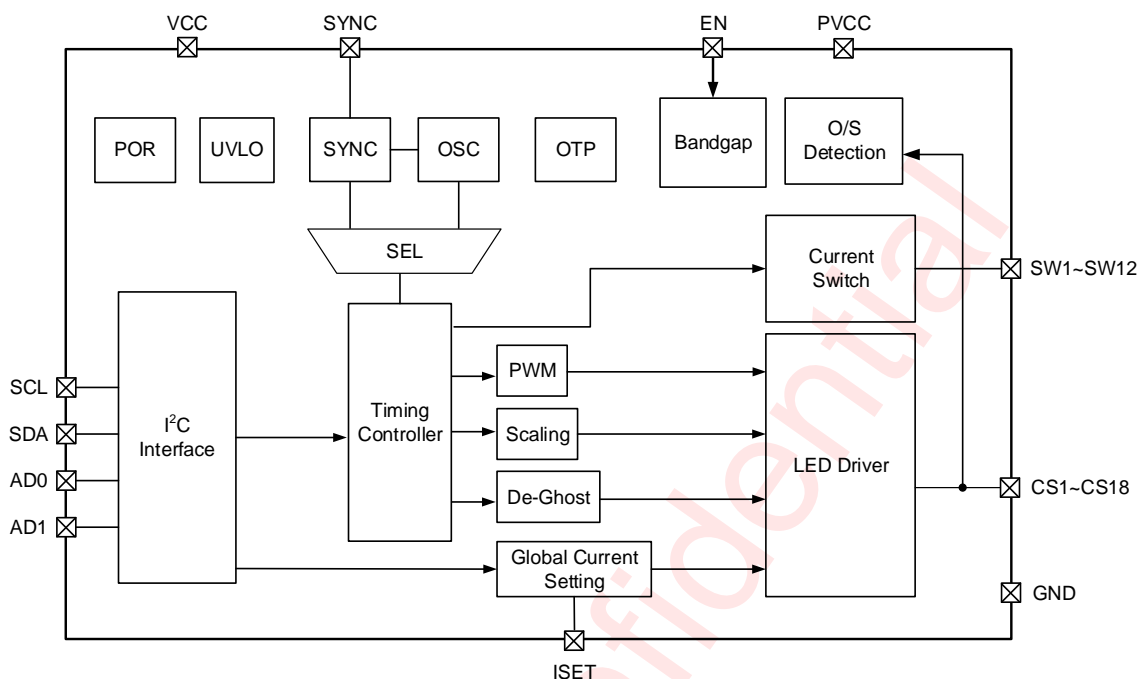 VCC
SYNC
EN
PVCC
POR
UVLO
SYNC
OSC
OTP
Bandgap
O/S
Detection
SEL
Current
Switch
SW1~SW12
SCL
SDA
AD0
AD1
I²C
Interface
Timing
Controller
PWM
Scaling
De-Ghost
LED Driver
CS1~CS18
Global Current
Setting
GND
ISET